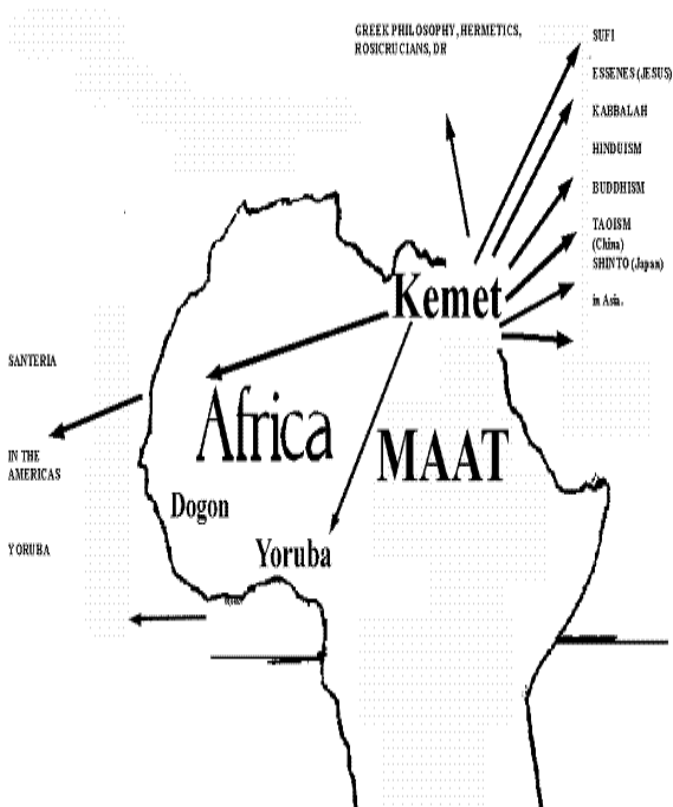 GREEK PHILOSOPHY, HERMETICS,
ROSICRUCIANS, DR
SUFI
ESSENES (JESUS)
KABBALAH
HINDUISM
BUDDHISM
TAOISM
(China)
SHINTO (Japan)
in Asia.
Kemet
SANTERIA
Africa
MAAT
IN THE
AMERICAS
Dogon
YORUBA
Yoruba